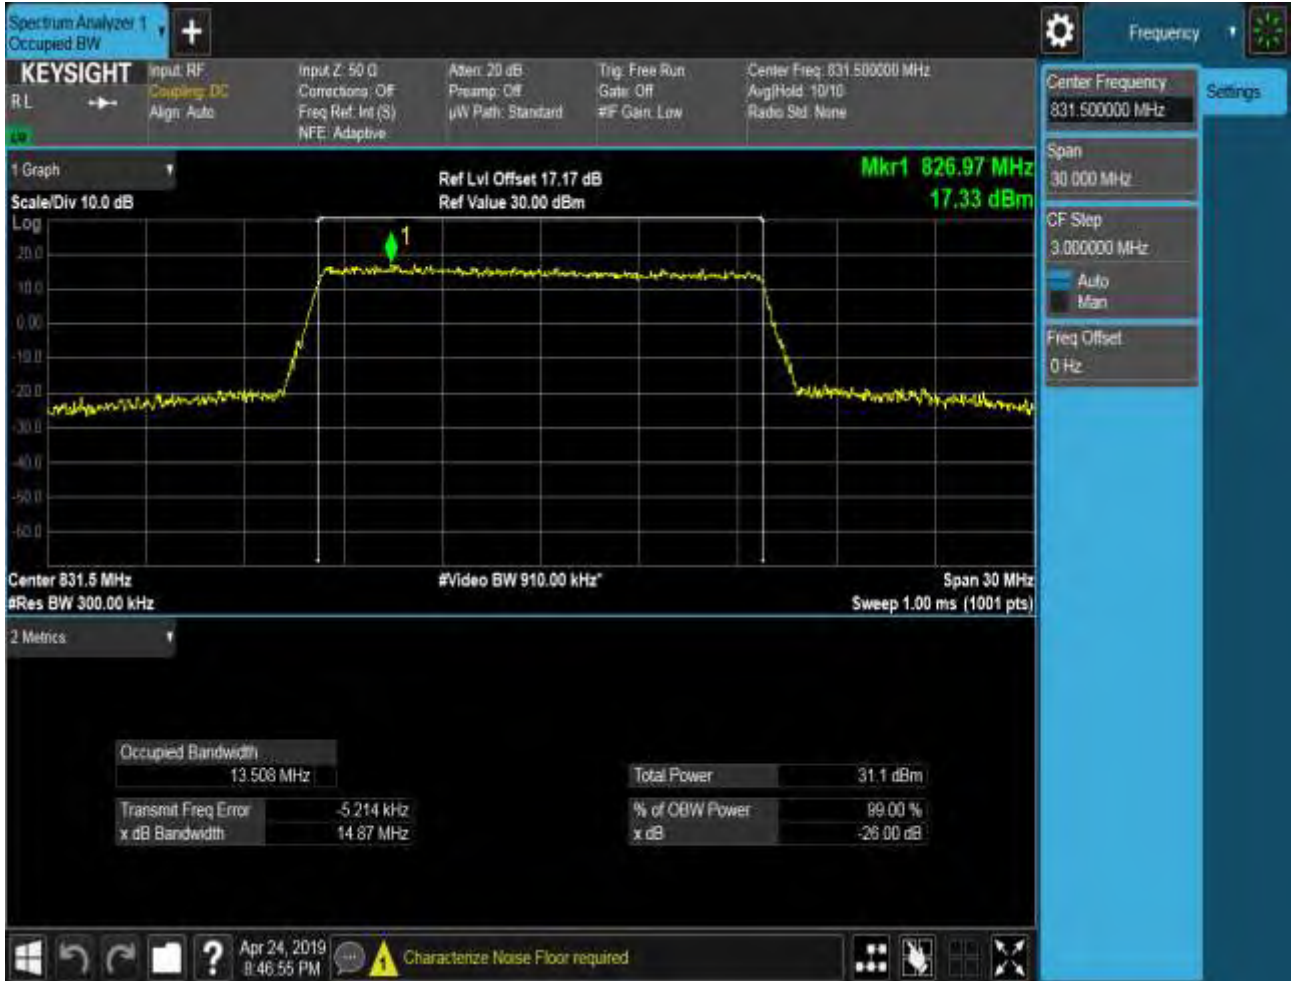 Spectrum Analyzer 1
Occupied BW
+
Frequency
KEYSIGHT
R L
Input: RF
Coupling: DC
Align: Auto
Input Z: 50 Ω
Corrections: Off
Freq Ref: Int (S)
NFE: Adaptive
Atten: 20 dB
Preamp: Off
µW Path: Standard
Trig: Free Run
Gate: Off
#IF Gain: Low
Center Freq: 831.500000 MHz
Avg|Hold: 10/10
Radio Std: None
Center Frequency
831.500000 MHz
Settings
Span
30.000 MHz
CF Step
3.000000 MHz
Auto
Man
Freq Offset
0 Hz
1 Graph
Ref Lvl Offset 17.17 dB
Mkr1 826.97 MHz
Scale/Div 10.0 dB
Ref Value 30.00 dBm
17.33 dBm
Log
1
20.0
10.0
0.00
-10.0
-20.0
-30.0
-40.0
-50.0
-60.0
Center 831.5 MHz
#Video BW 910.00 kHz*
Span 30 MHz
#Res BW 300.00 kHz
Sweep 1.00 ms (1001 pts)
2 Metrics
Occupied Bandwidth
13.508 MHz
Total Power 31.1 dBm
Transmit Freq Error -5.214 kHz
% of OBW Power 99.00 %
x dB Bandwidth 14.87 MHz
x dB -26.00 dB
?
Apr 24, 2019
8:46:55 PM
1
Characterize Noise Floor required